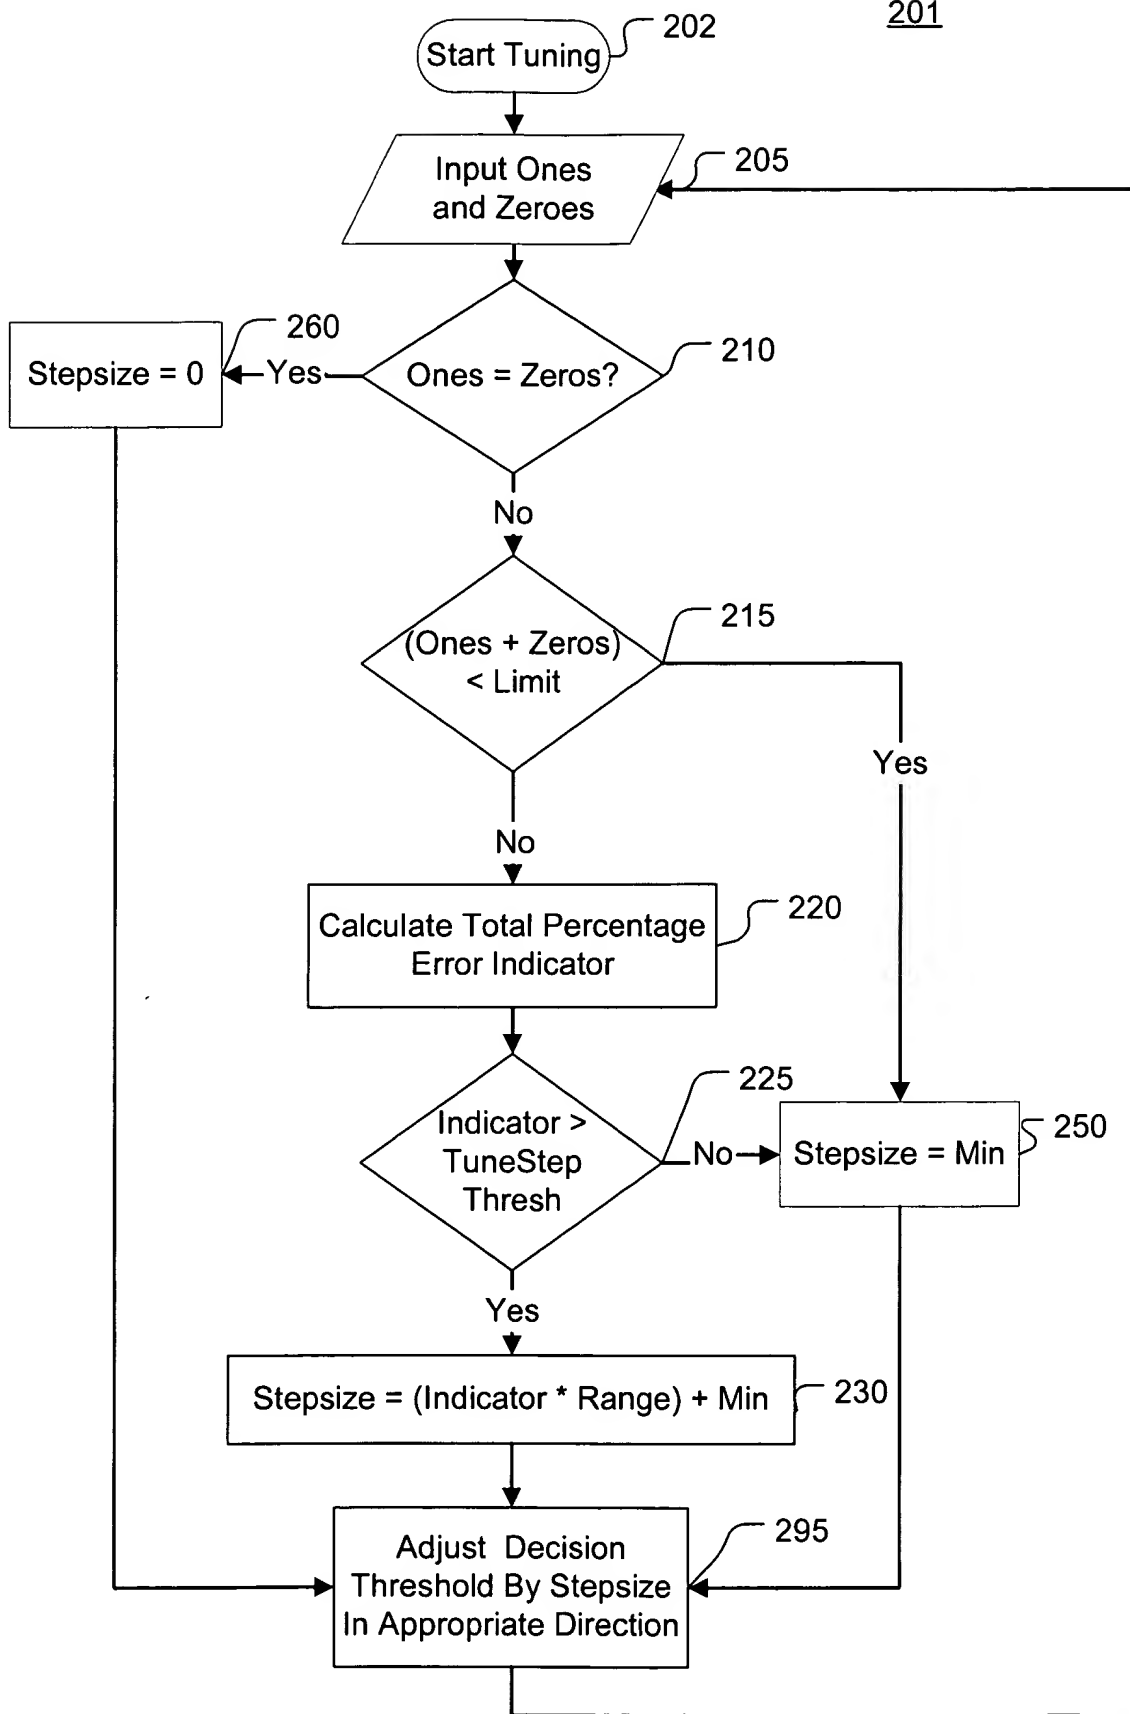 201
Start Tuning
202
Input Ones
and Zeroes
205
Stepsize = 0
260
Yes
Ones = Zeros?
210
No
(Ones + Zeros)
< Limit
215
Yes
No
Calculate Total Percentage
Error Indicator
220
Indicator >
TuneStep
Thresh
225
No
Stepsize = Min
250
Yes
Stepsize = (Indicator * Range) + Min
230
Adjust Decision
Threshold By Stepsize
In Appropriate Direction
295